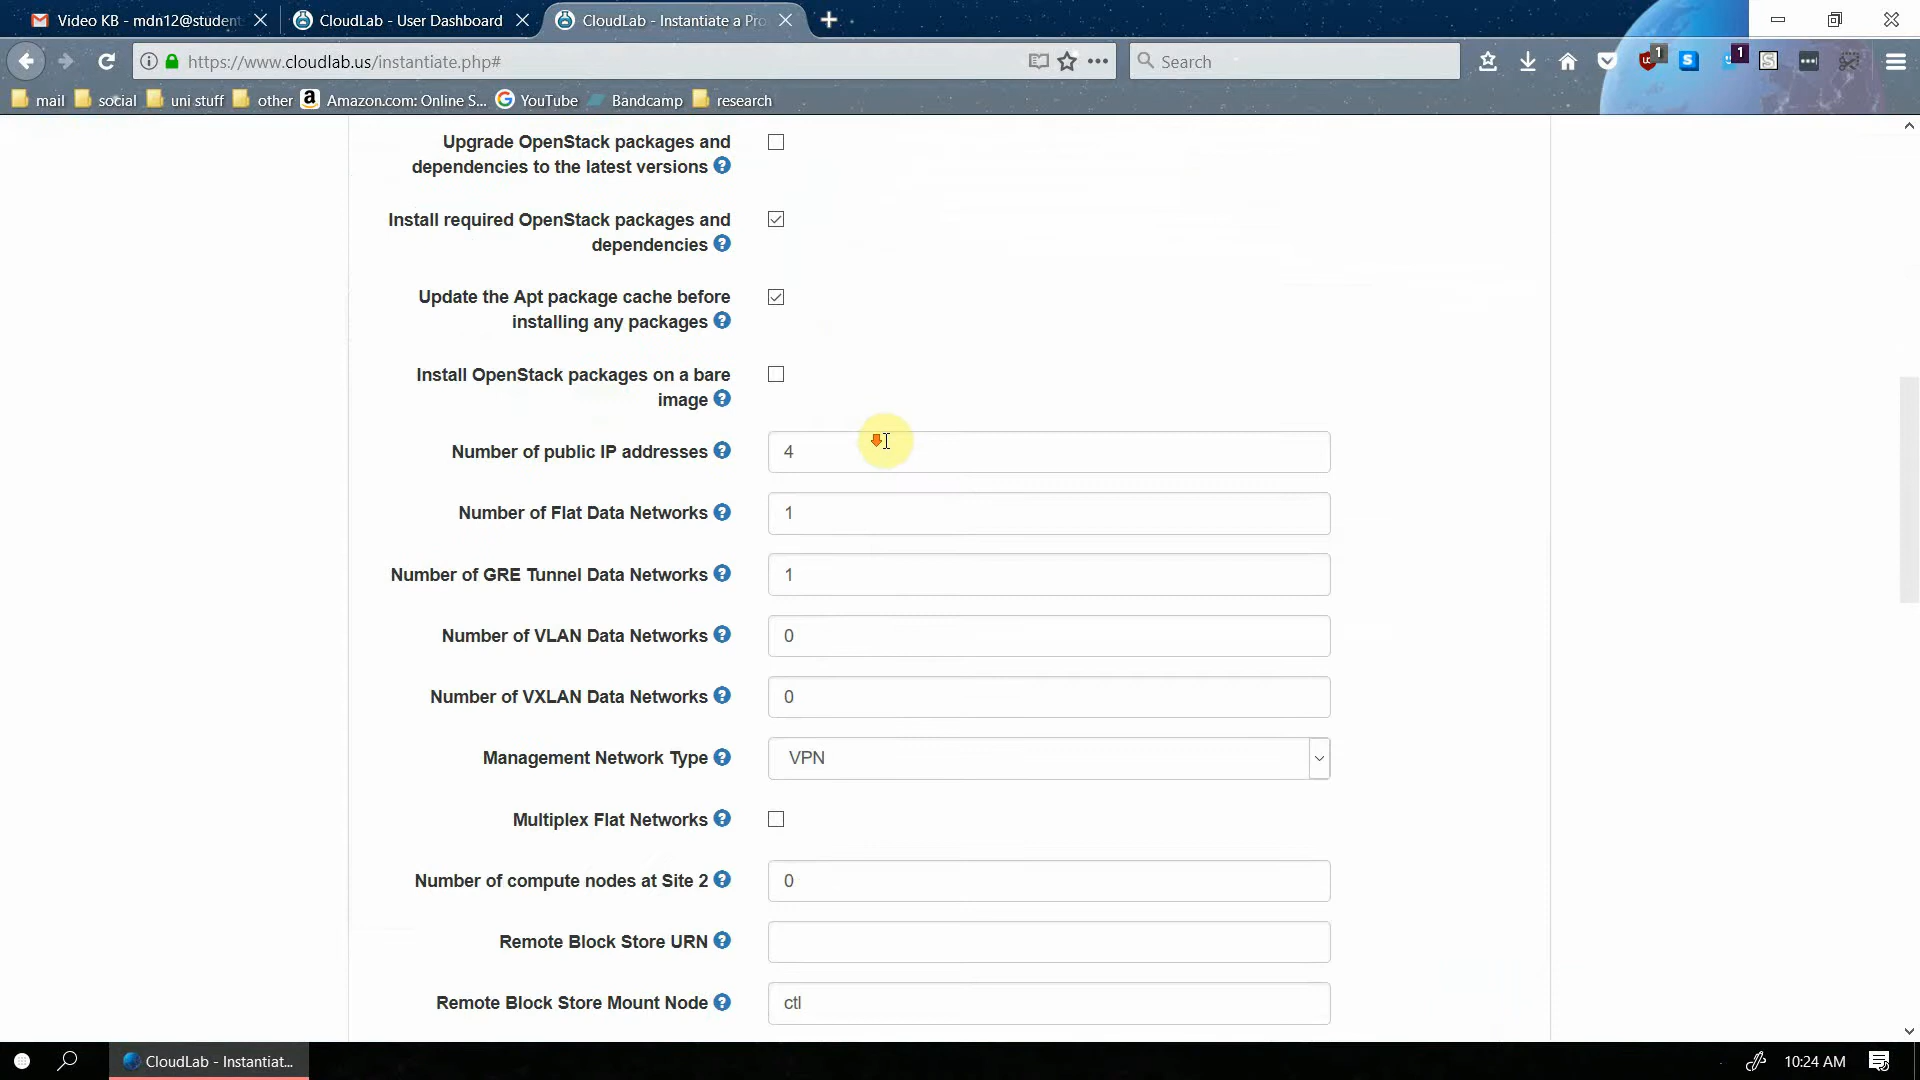 Video KB - mdn12@student
CloudLab - User Dashboard
CloudLab - Instantiate a Pro
https://www.cloudlab.us/instantiate.php#
Search
1
1
mail
social
uni stuff
other
Amazon.com: Online S...
YouTube
Bandcamp
research
Upgrade OpenStack packages and
dependencies to the latest versions
Install required OpenStack packages and
dependencies
Update the Apt package cache before
installing any packages
Install OpenStack packages on a bare
image
Number of public IP addresses
4
Number of Flat Data Networks
1
Number of GRE Tunnel Data Networks
1
Number of VLAN Data Networks
0
Number of VXLAN Data Networks
0
Management Network Type
VPN
Multiplex Flat Networks
Number of compute nodes at Site 2
0
Remote Block Store URN
Remote Block Store Mount Node
ctl
CloudLab - Instantiat...
10:24 AM